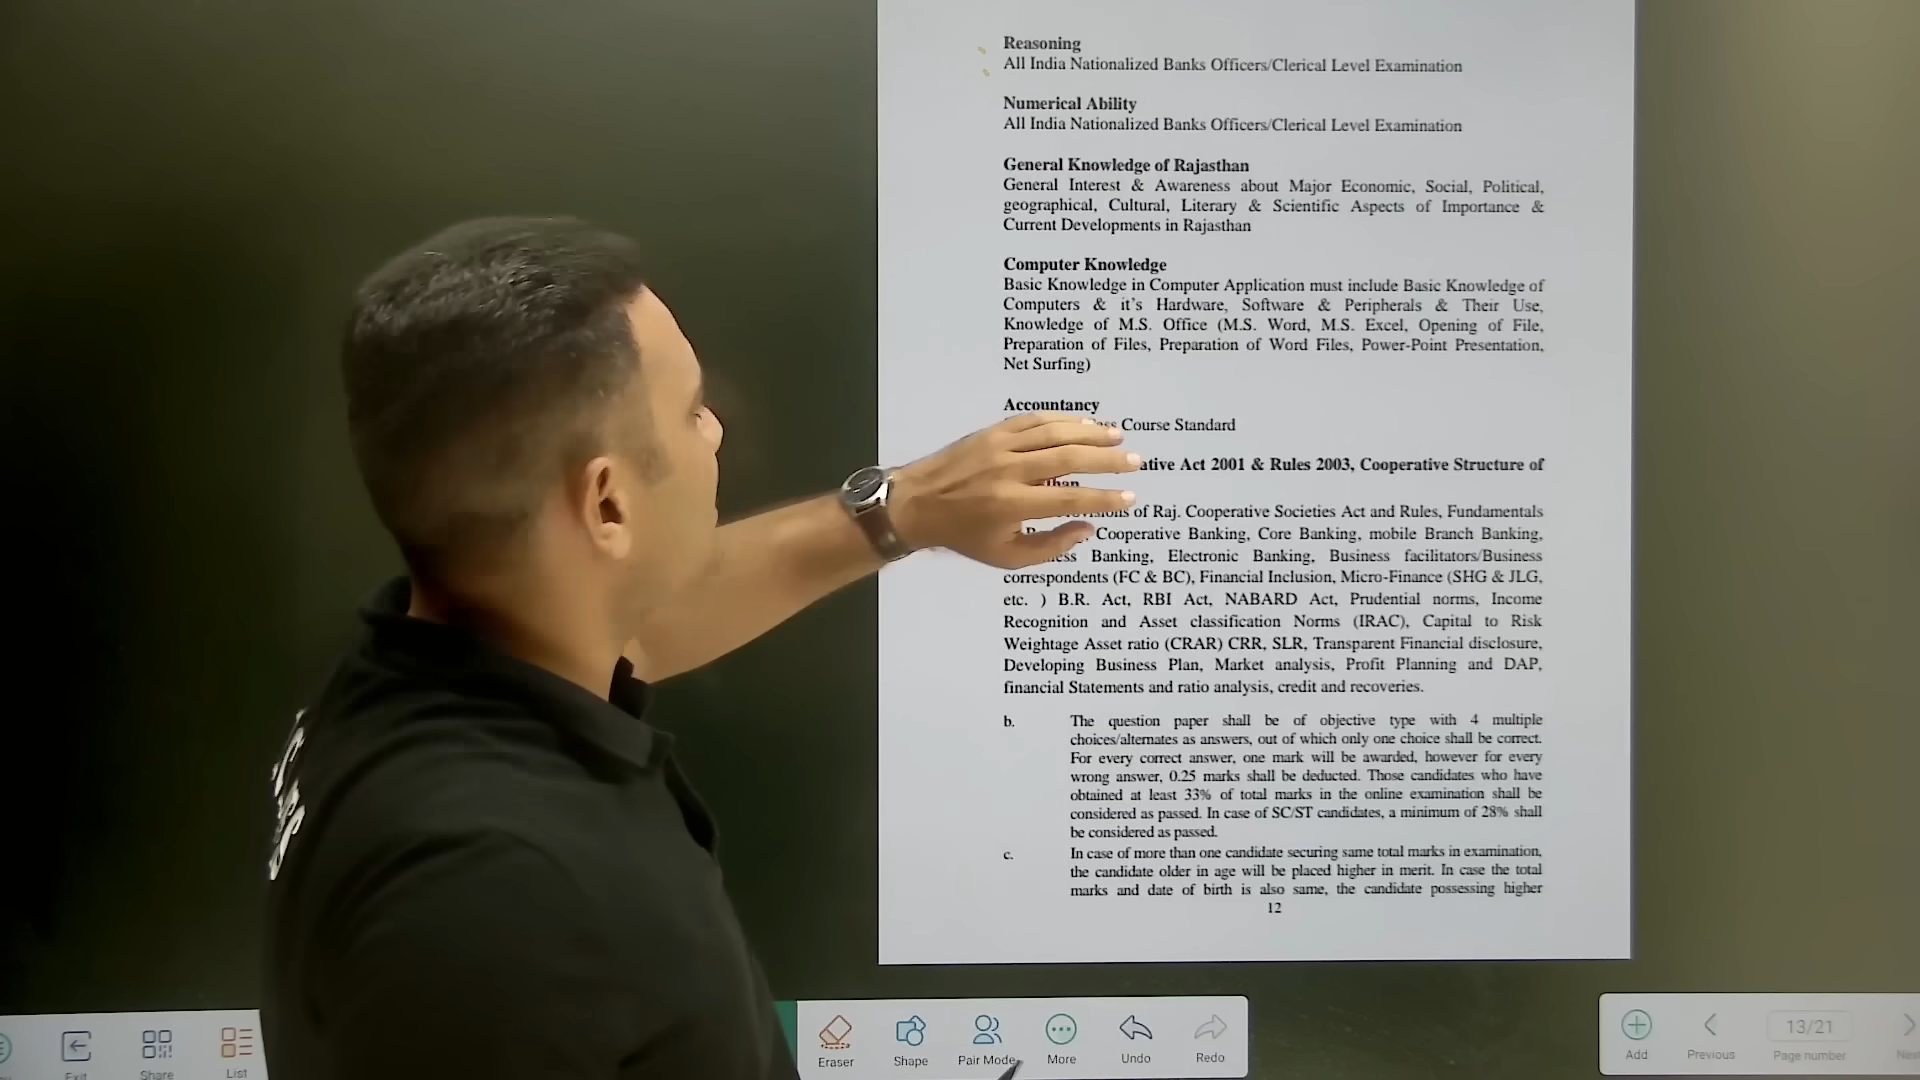 Reasoning
All India Nationalized Banks Officers/Clerical Level Examination
Numerical Ability
All India Nationalized Banks Officers/Clerical Level Examination
General Knowledge of Rajasthan
General Interest & Awareness about Major Economic, Social, Political,
geographical, Cultural, Literary & Scientific Aspects of Importance &
Current Developments in Rajasthan
Computer Knowledge
Basic Knowledge in Computer Application must include Basic Knowledge of
Computers & it's Hardware, Software & Peripherals & Their Use,
Knowledge of M.S. Office (M.S. Word, M.S. Excel, Opening of File,
Preparation of Files, Preparation of Word Files, Power-Point Presentation,
Net Surfing)
Accountancy
Course Standard
Act 2001 & Rules 2003, Cooperative Structure of
of Raj. Cooperative Societies Act and Rules, Fundamentals
Cooperative Banking, Core Banking, mobile Branch Banking,
Banking, Electronic Banking, Business facilitators/Business
correspondents (FC & BC), Financial Inclusion, Micro-Finance (SHG & JLG,
etc. ) B.R. Act, RBI Act, NABARD Act, Prudential norms, Income
Recognition and Asset classification Norms (IRAC), Capital to Risk
Weightage Asset ratio (CRAR) CRR, SLR, Transparent Financial disclosure,
Developing Business Plan, Market analysis, Profit Planning and DAP,
financial Statements and ratio analysis, credit and recoveries.
b. The question paper shall be of objective type with 4 multiple
choices/alternates as answers, out of which only one choice shall be correct.
For every correct answer, one mark will be awarded, however for every
wrong answer, 0.25 marks shall be deducted. Those candidates who have
obtained at least 33% of total marks in the online examination shall be
considered as passed. In case of SC/ST candidates, a minimum of 28% shall
be considered as passed.
c. In case of more than one candidate securing same total marks in examination,
the candidate older in age will be placed higher in merit. In case the total
marks and date of birth is also same, the candidate possessing higher
12
Exit Share List Eraser Shape Pair Mode More Undo Redo Add Previous 13/21 Page number